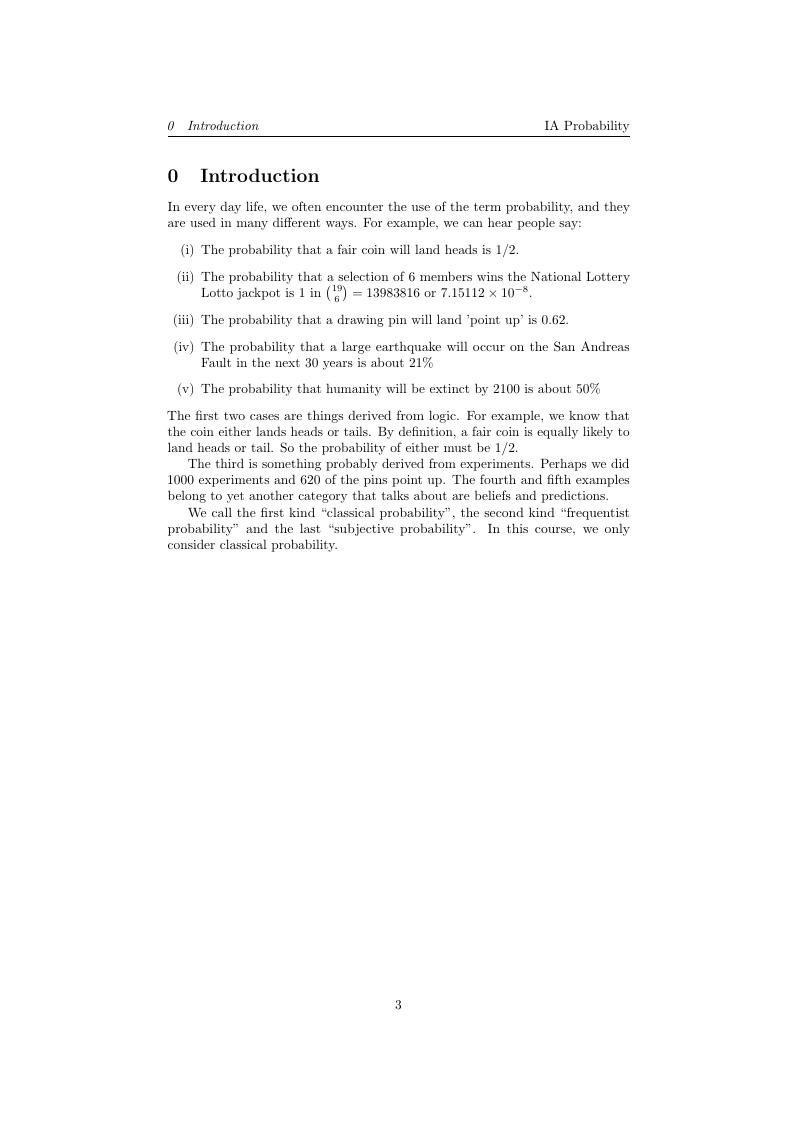 0 Introduction IA Probability
0 Introduction
In every day life, we often encounter the use of the term probability, and they
are used in many different ways. For example, we can hear people say:
(i) The probability that a fair coin will land heads is 1/2.
(ii) The probability that a selection of 6 members wins the National Lottery
Lotto jackpot is 1 in (19 6) = 13983816 or 7.15112 × 10−8.
(iii) The probability that a drawing pin will land 'point up' is 0.62.
(iv) The probability that a large earthquake will occur on the San Andreas
Fault in the next 30 years is about 21%
(v) The probability that humanity will be extinct by 2100 is about 50%
The first two cases are things derived from logic. For example, we know that
the coin either lands heads or tails. By definition, a fair coin is equally likely to
land heads or tail. So the probability of either must be 1/2.
The third is something probably derived from experiments. Perhaps we did
1000 experiments and 620 of the pins point up. The fourth and fifth examples
belong to yet another category that talks about are beliefs and predictions.
We call the first kind “classical probability”, the second kind “frequentist
probability” and the last “subjective probability”. In this course, we only
consider classical probability.
3